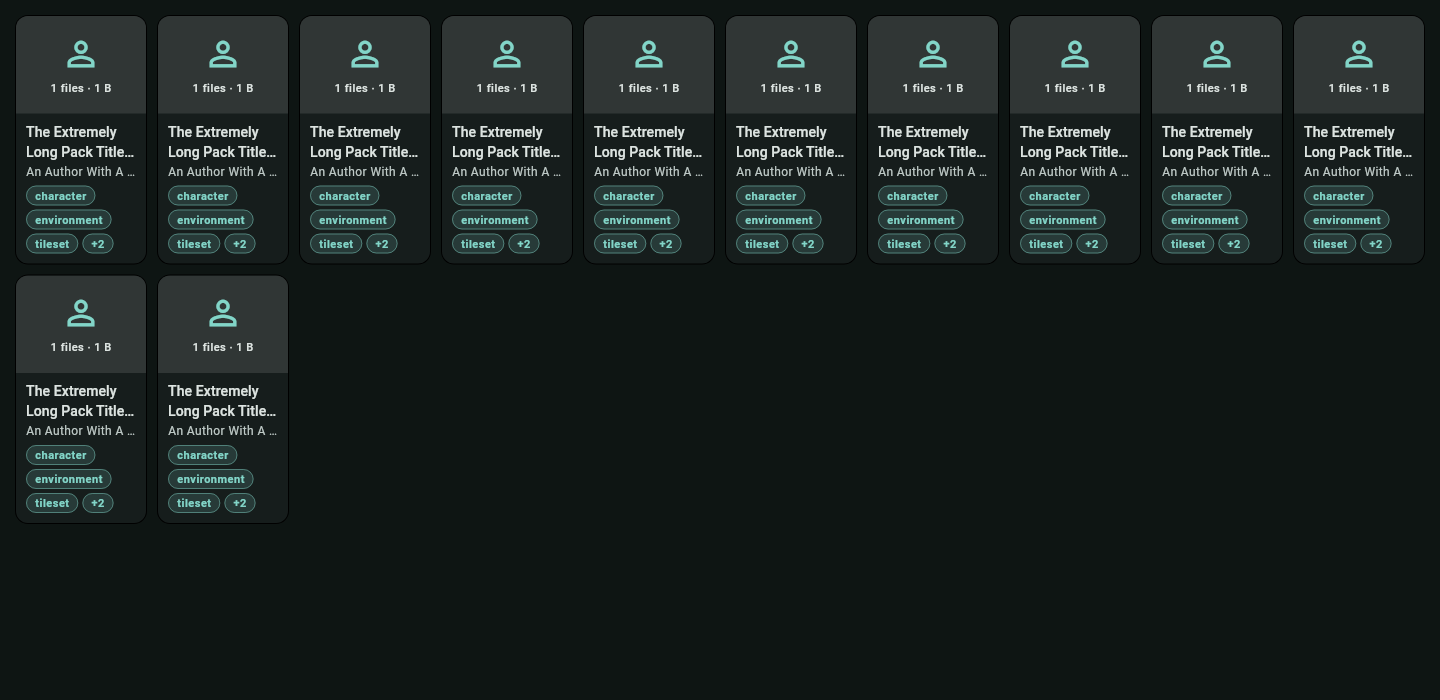 1 files · 1 B
The Extremely
Long Pack Title…
An Author With A …
character
environment
tileset +2
1 files · 1 B
The Extremely
Long Pack Title…
An Author With A …
character
environment
tileset +2
1 files · 1 B
The Extremely
Long Pack Title…
An Author With A …
character
environment
tileset +2
1 files · 1 B
The Extremely
Long Pack Title…
An Author With A …
character
environment
tileset +2
1 files · 1 B
The Extremely
Long Pack Title…
An Author With A …
character
environment
tileset +2
1 files · 1 B
The Extremely
Long Pack Title…
An Author With A …
character
environment
tileset +2
1 files · 1 B
The Extremely
Long Pack Title…
An Author With A …
character
environment
tileset +2
1 files · 1 B
The Extremely
Long Pack Title…
An Author With A …
character
environment
tileset +2
1 files · 1 B
The Extremely
Long Pack Title…
An Author With A …
character
environment
tileset +2
1 files · 1 B
The Extremely
Long Pack Title…
An Author With A …
character
environment
tileset +2
1 files · 1 B
The Extremely
Long Pack Title…
An Author With A …
character
environment
tileset +2
1 files · 1 B
The Extremely
Long Pack Title…
An Author With A …
character
environment
tileset +2